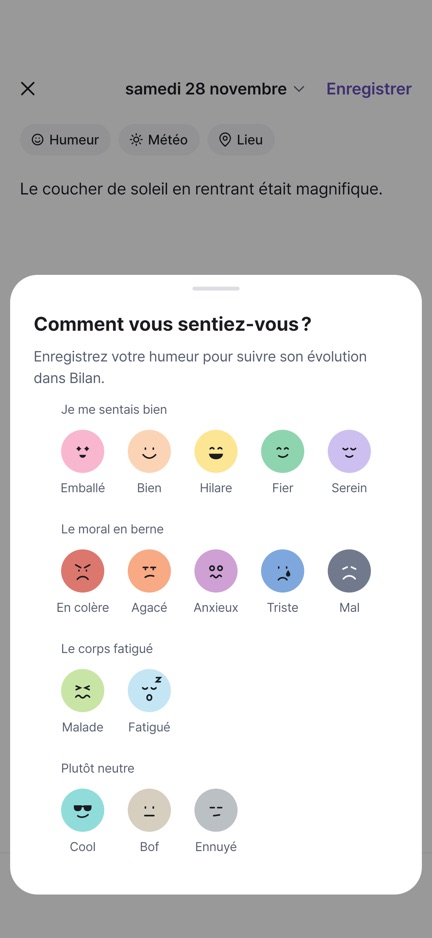 samedi 28 novembre
Enregistrer
Humeur
Météo
Lieu
Le coucher de soleil en rentrant était magnifique.
Comment vous sentiez-vous ?
Enregistrez votre humeur pour suivre son évolution
dans Bilan.
Je me sentais bien
Emballé
Bien
Hilare
Fier
Serein
Le moral en berne
En colère
Agacé
Anxieux
Triste
Mal
Le corps fatigué
Malade
Fatigué
Plutôt neutre
Cool
Bof
Ennuyé